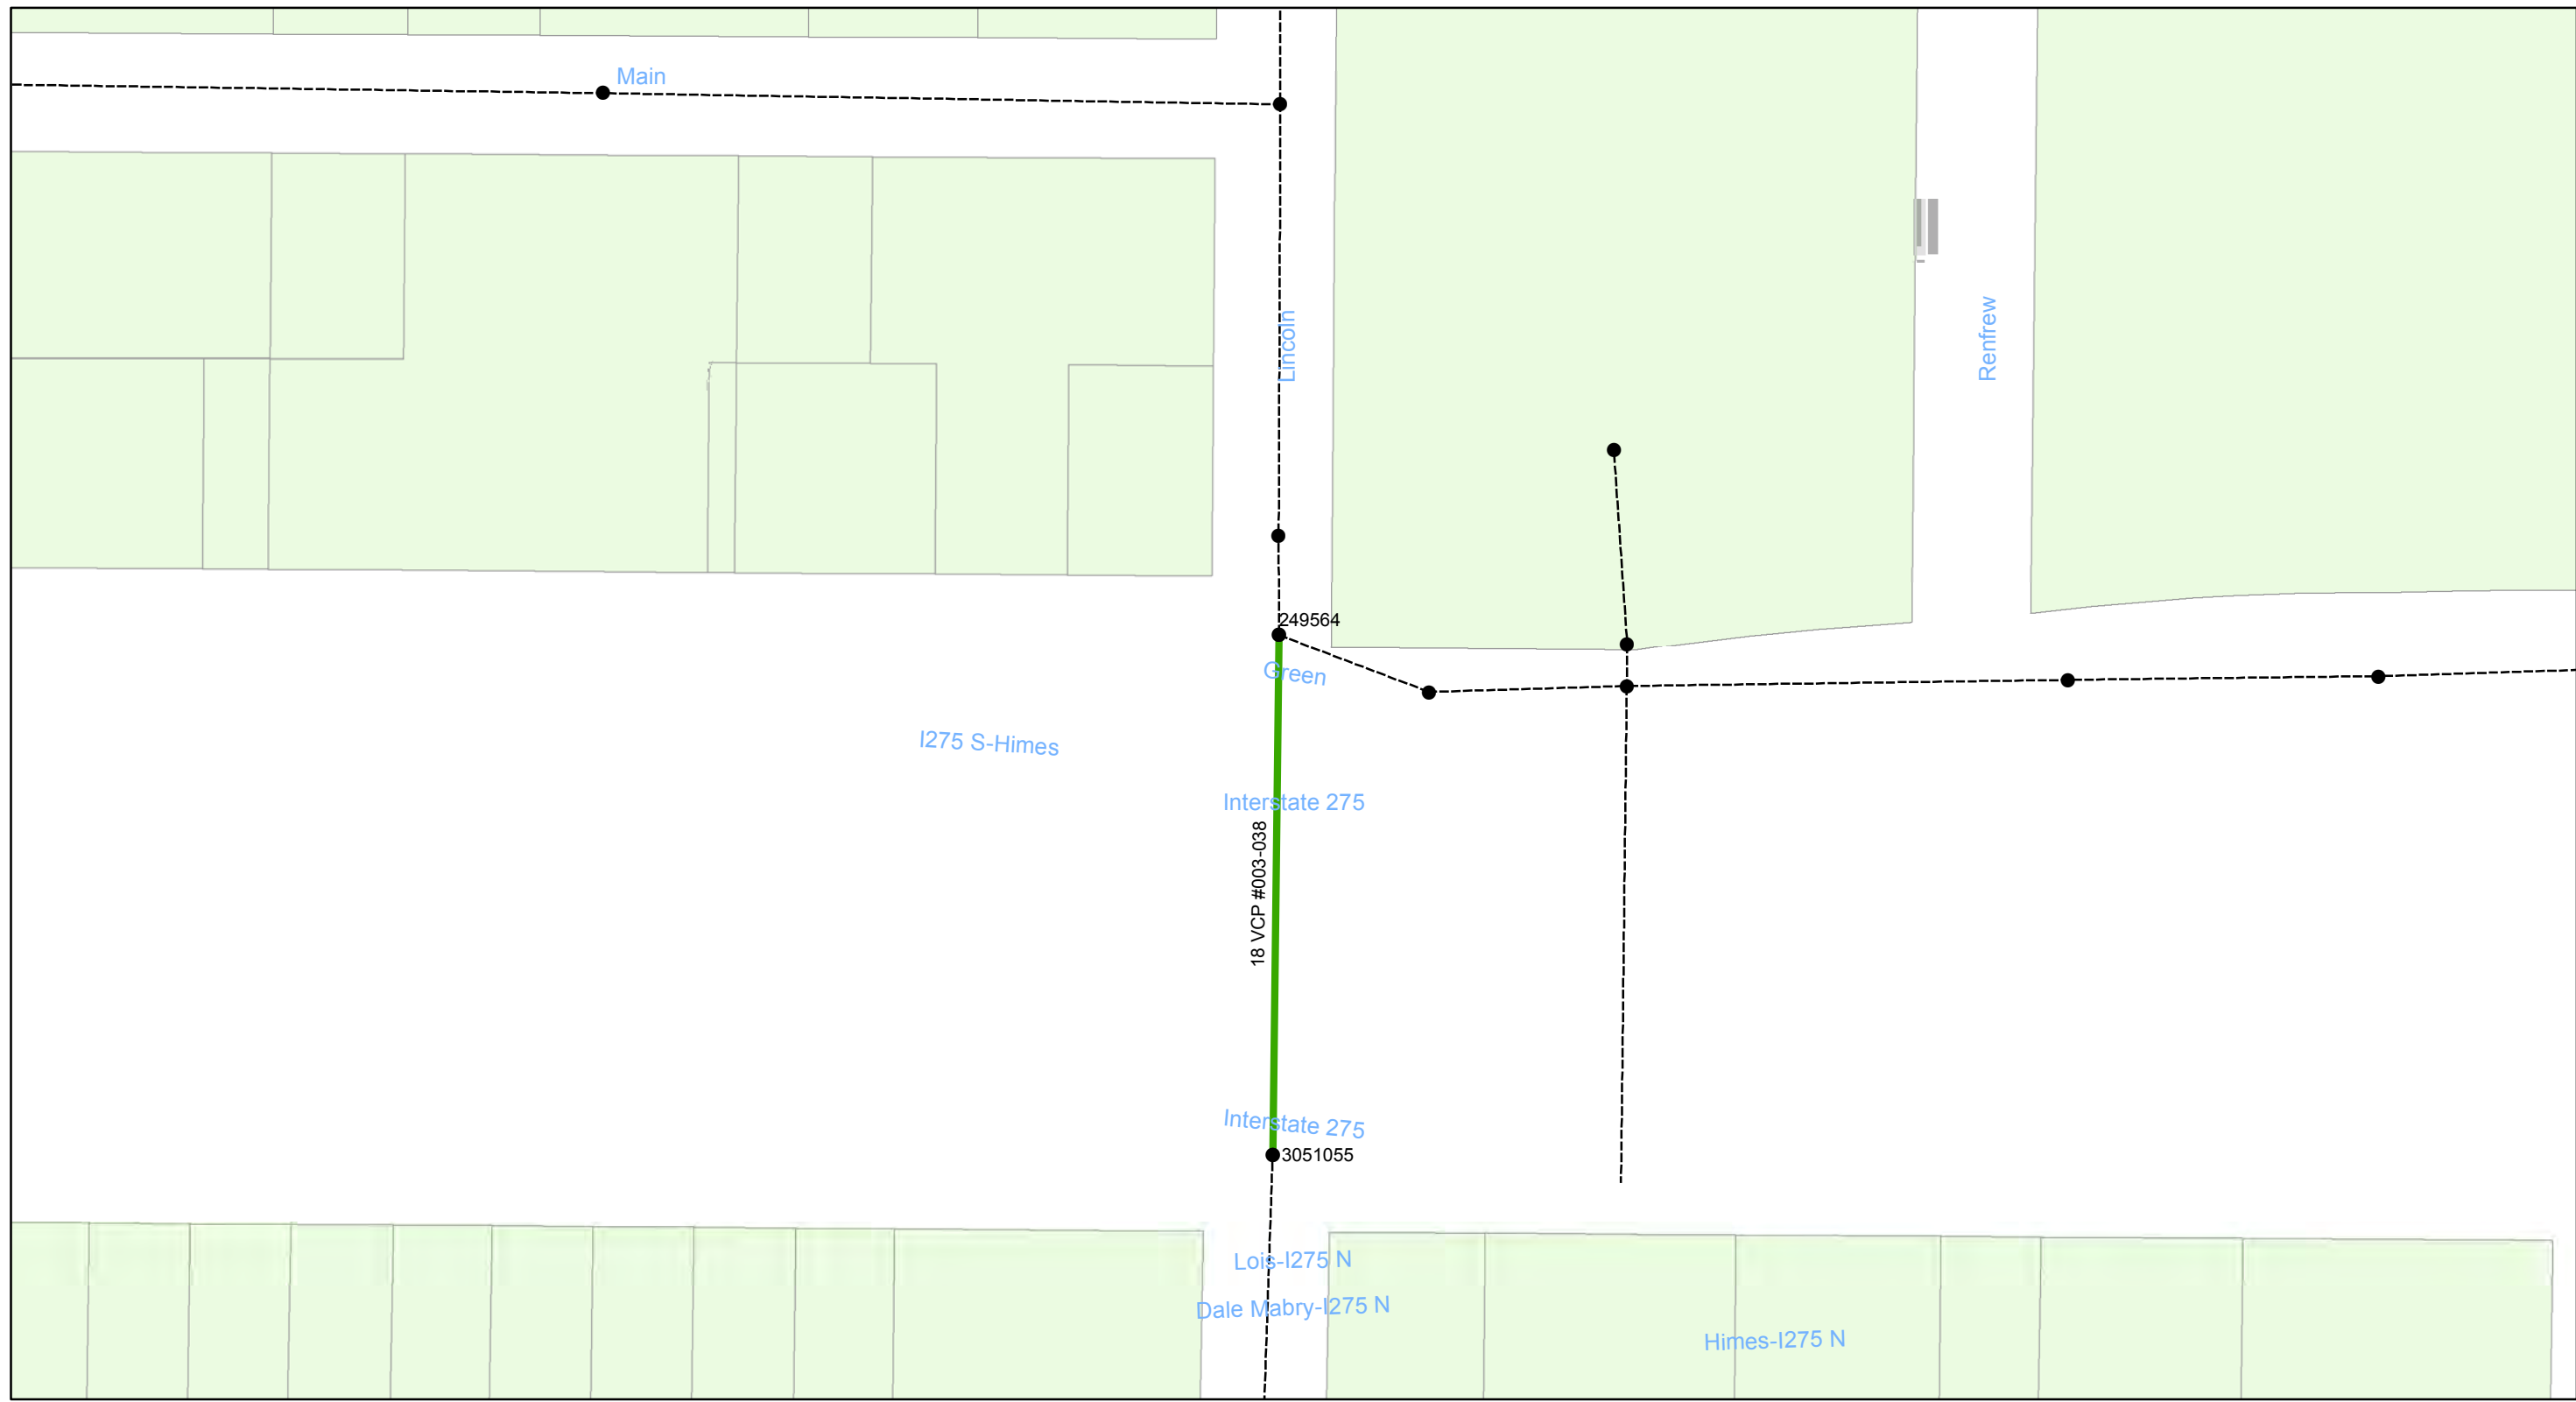 Main
Lincoln
Renfrew
249564
Green
I275 S-Himes
Interstate 275
18 VCP #003-038
Interstate 275
3051055
Lois-I275 N
Dale Mabry-I275 N
Himes-I275 N